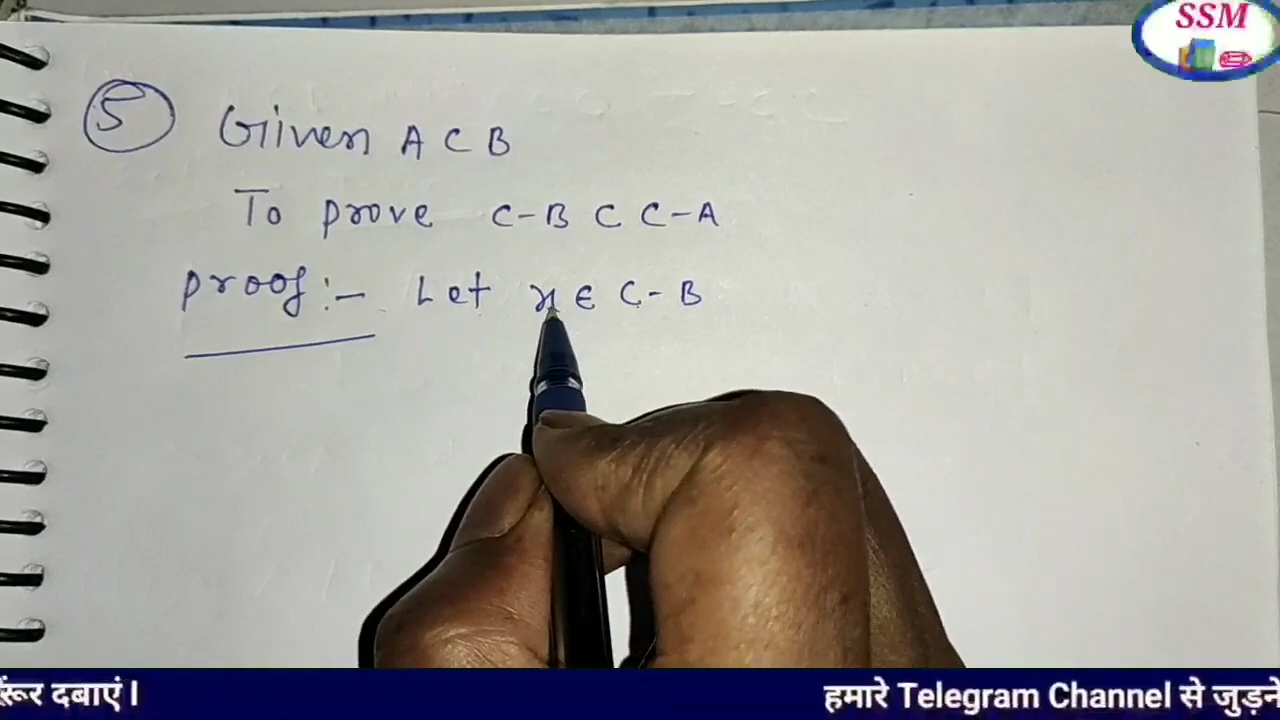 SSM
5 Given A ⊂ B
To prove C-B ⊂ C-A
Proof:- Let x ∈ C-B
रूर दबाएं। हमारे Telegram Channel से जुड़ने